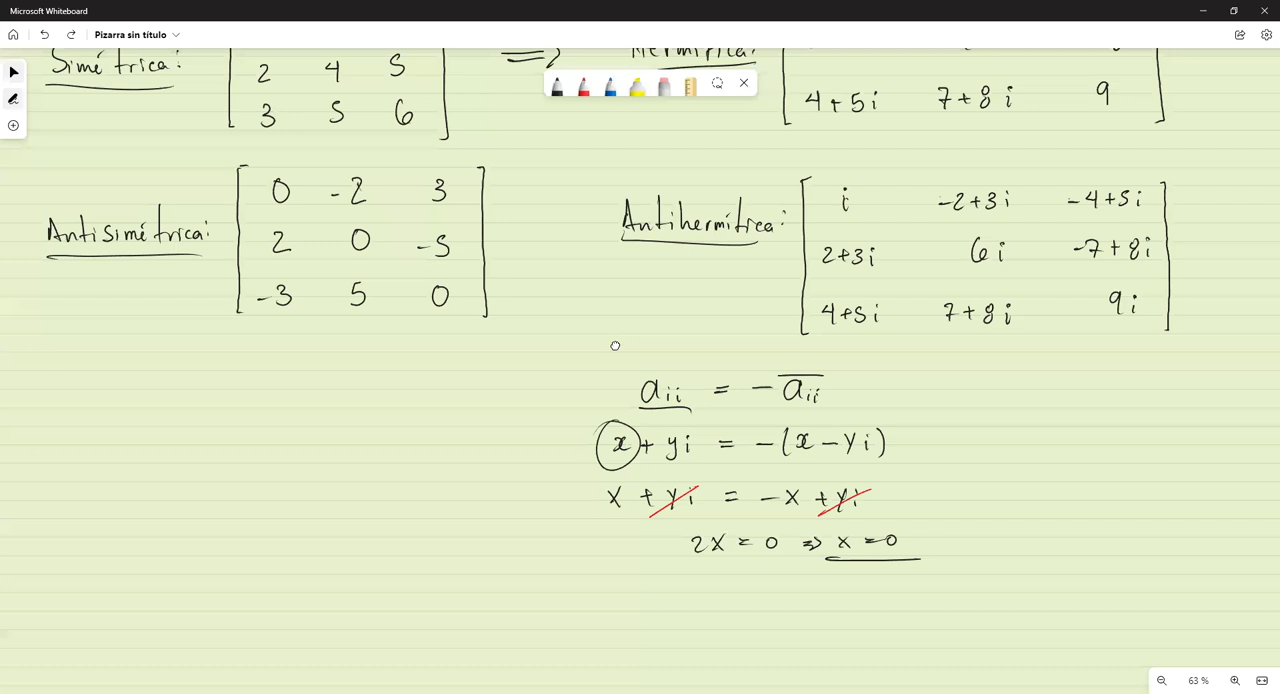 Microsoft Whiteboard
Pizarra sin título
Simétrica:
2 4 5
3 5 6
Hermítica:
4+5i 7+8i 9
Antisimétrica:
0 -2 3
2 0 -5
-3 5 0
Antihermítica:
i -2+3i -4+5i
2+3i 6i -7+8i
4+5i 7+8i 9i
aii = - a̅i̅i̅
x + yi = -(x - yi)
x + yi = -x + yi
2x = 0 ⇒ x = 0
63 %